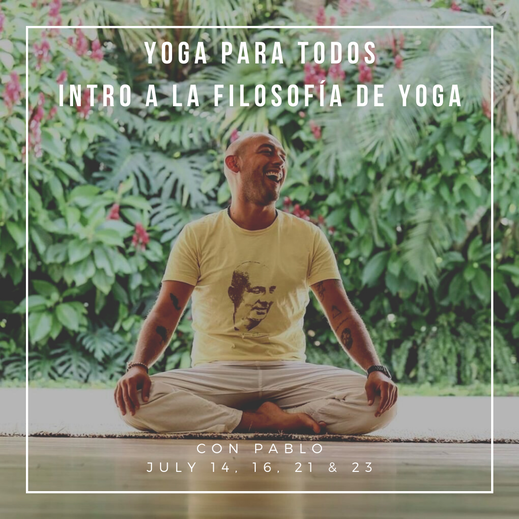 YOGA PARA TODOS
INTRO A LA FILOSOFÍA DE YOGA
CON PABLO
JULY 14, 16, 21 & 23